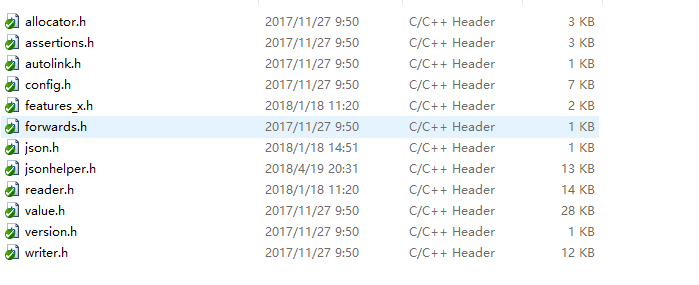 allocator.h 2017/11/27 9:50 C/C++ Header 3 KB
assertions.h 2017/11/27 9:50 C/C++ Header 3 KB
autolink.h 2017/11/27 9:50 C/C++ Header 1 KB
config.h 2017/11/27 9:50 C/C++ Header 7 KB
features_x.h 2018/1/18 11:20 C/C++ Header 2 KB
forwards.h 2017/11/27 9:50 C/C++ Header 1 KB
json.h 2018/1/18 14:51 C/C++ Header 1 KB
jsonhelper.h 2018/4/19 20:31 C/C++ Header 13 KB
reader.h 2018/1/18 11:20 C/C++ Header 14 KB
value.h 2017/11/27 9:50 C/C++ Header 28 KB
version.h 2017/11/27 9:50 C/C++ Header 1 KB
writer.h 2017/11/27 9:50 C/C++ Header 12 KB